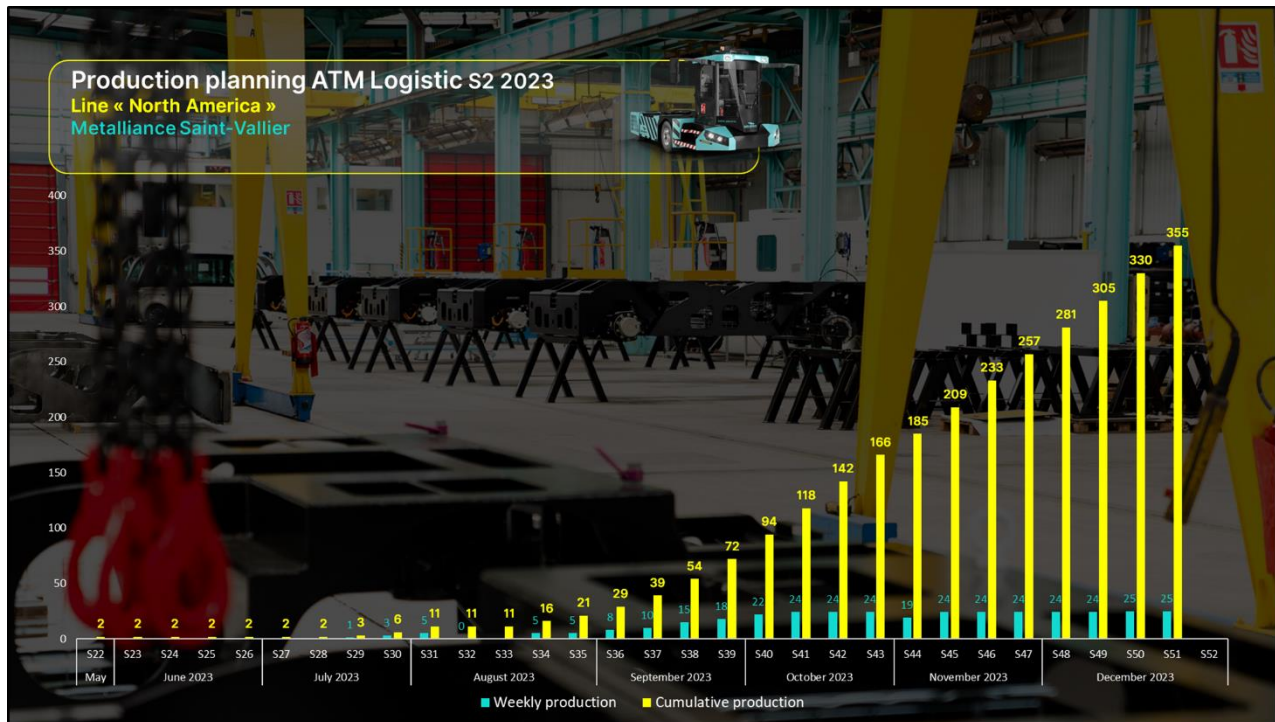 Production planning ATM Logistic S2 2023
Line « North America »
Metalliance Saint-Vallier
400
350
300
250
200
150
100
50
0
2 2 2 2 2 2 2 3 6 11 11 11 16 21 29 39 54 72 94 118 142 166 185 209 233 257 281 305 330 355
1 3 5 0 5 5 8 10 15 18 22 24 24 24 19 24 24 24 24 24 25 25
S22 S23 S24 S25 S26 S27 S28 S29 S30 S31 S32 S33 S34 S35 S36 S37 S38 S39 S40 S41 S42 S43 S44 S45 S46 S47 S48 S49 S50 S51 S52
May June 2023 July 2023 August 2023 September 2023 October 2023 November 2023 December 2023
Weekly production Cumulative production